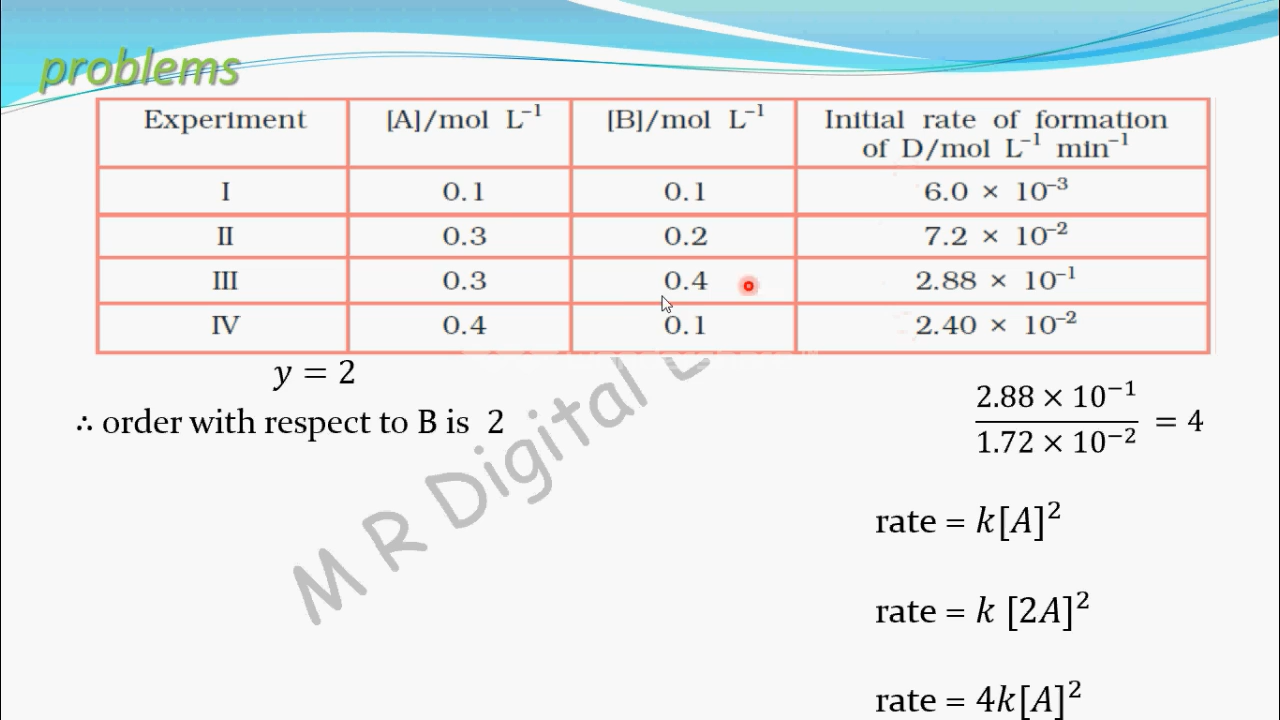 problems
Experiment [A]/mol L⁻¹ [B]/mol L⁻¹ Initial rate of formation
of D/mol L⁻¹ min⁻¹
I 0.1 0.1 6.0 × 10⁻³
II 0.3 0.2 7.2 × 10⁻²
III 0.3 0.4 2.88 × 10⁻¹
IV 0.4 0.1 2.40 × 10⁻²
y = 2
∴ order with respect to B is 2
2.88 × 10⁻¹
1.72 × 10⁻² = 4
rate = k[A]²
rate = k [2A]²
rate = 4k[A]²
M R Digital